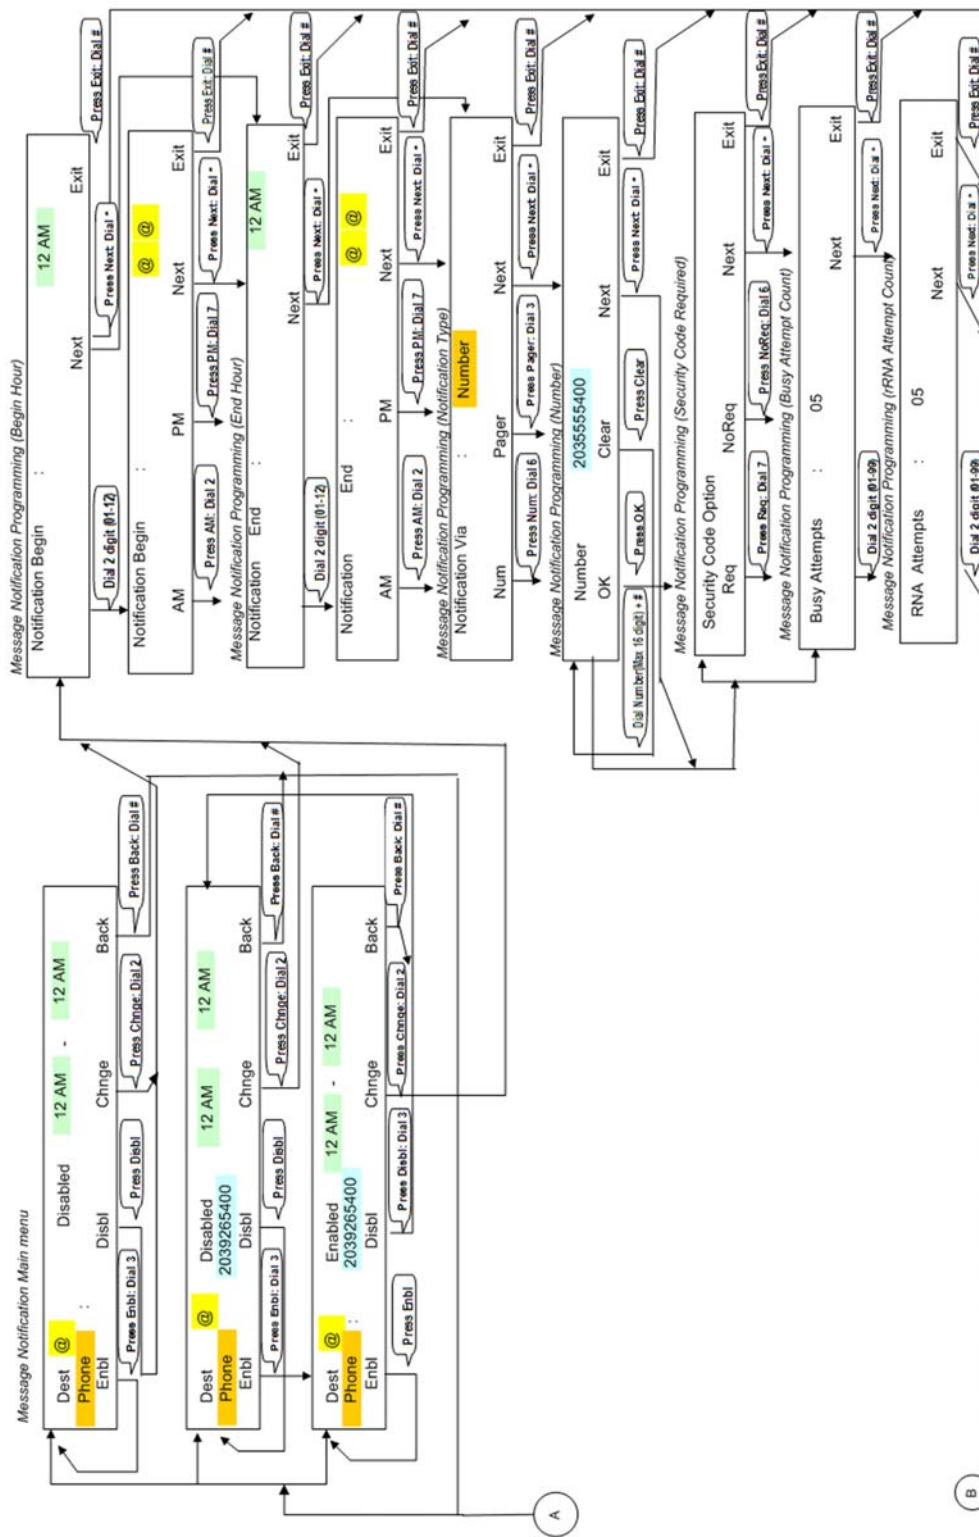 Message Notification Main menu
Dest @ Disabled 12 AM - 12 AM
Phone :
Enbl Disbl Chnge Back
Press Enbl: Dial 3
Press Disbl
Press Chnge: Dial 2
Press Back: Dial #
Dest @ Disabled 12 AM 12 AM
Phone 2039265400
Enbl Disbl Chnge Back
Press Enbl: Dial 3
Press Disbl
Press Chnge: Dial 2
Press Back: Dial #
Dest @ Enabled 12 AM - 12 AM
Phone : 2039265400
Enbl Disbl Chnge Back
Press Enbl
Press Disbl: Dial 3
Press Chnge: Dial 2
Press Back: Dial #
A
B
Message Notification Programming (Begin Hour)
Notification Begin : 12 AM
Next Exit
Dial 2 digit (01-12)
Press Next: Dial *
Press Exit: Dial #
Notification Begin : @ @
AM PM Next Exit
Press AM: Dial 2
Press PM: Dial 7
Press Next: Dial *
Press Exit: Dial #
Message Notification Programming (End Hour)
Notification End : 12 AM
Next Exit
Dial 2 digit (01-12)
Press Next: Dial *
Press Exit: Dial #
Notification End : @ @
AM PM Next Exit
Press AM: Dial 2
Press PM: Dial 7
Press Next: Dial *
Press Exit: Dial #
Message Notification Programming (Notification Type)
Notification Via : Number
Num Pager Next Exit
Press Num: Dial 6
Press Pager: Dial 3
Press Next: Dial *
Press Exit: Dial #
Message Notification Programming (Number)
Number 2035555400
OK Clear Next Exit
Dial Number(Max 16 digit) + #
Press OK
Press Clear
Press Next: Dial *
Press Exit: Dial #
Message Notification Programming (Security Code Required)
Security Code Option
Req NoReq Next Exit
Press Req: Dial 7
Press NoReq: Dial 6
Press Next: Dial *
Press Exit: Dial #
Message Notification Programming (Busy Attempt Count)
Busy Attempts : 05
Next Exit
Dial 2 digit (01-99)
Press Next: Dial *
Press Exit: Dial #
Message Notification Programming (rRNA Attempt Count)
RNA Attempts : 05
Next Exit
Dial 2 digit (01-99)
Press Next: Dial *
Press Exit: Dial #